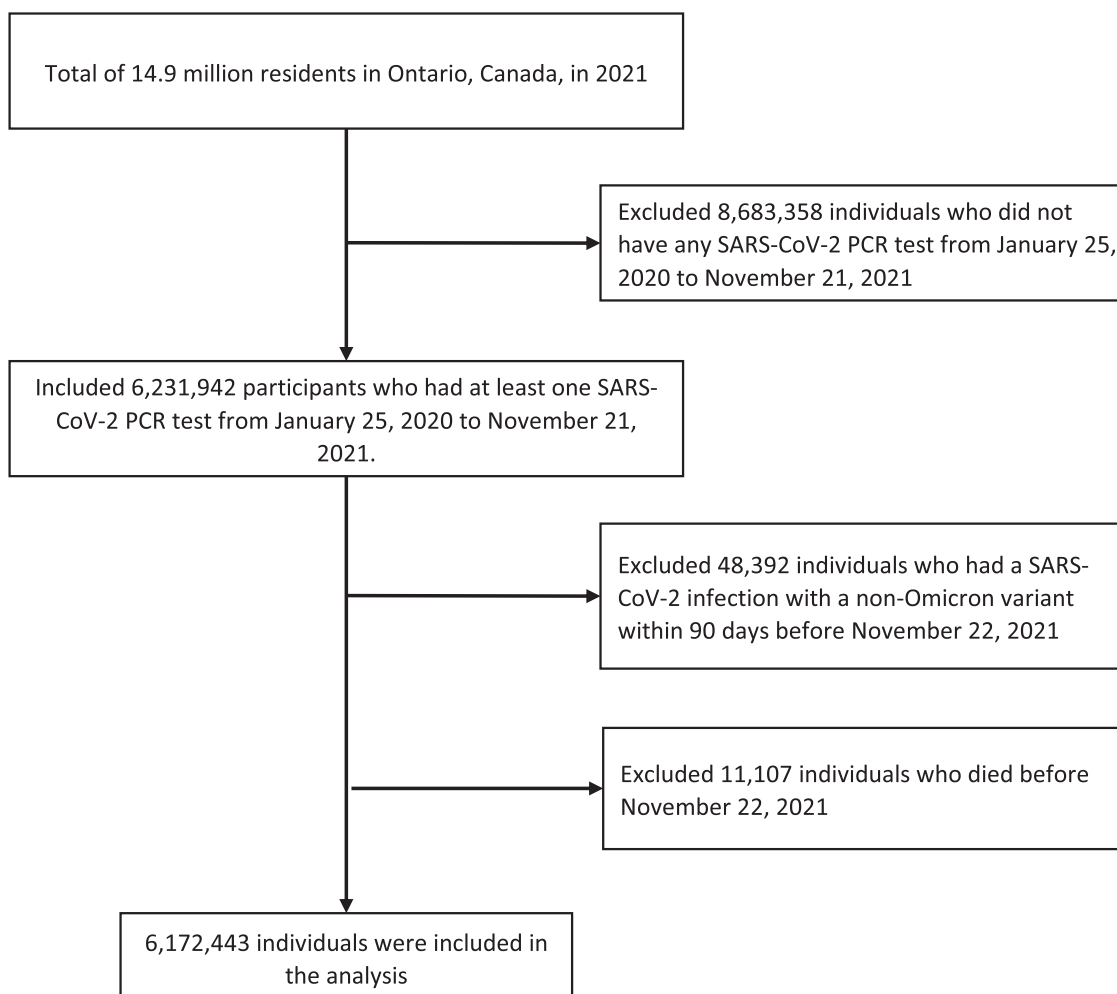 Total of 14.9 million residents in Ontario, Canada, in 2021
Excluded 8,683,358 individuals who did not
have any SARS-CoV-2 PCR test from January 25,
2020 to November 21, 2021
Included 6,231,942 participants who had at least one SARS-
CoV-2 PCR test from January 25, 2020 to November 21,
2021.
Excluded 48,392 individuals who had a SARS-
CoV-2 infection with a non-Omicron variant
within 90 days before November 22, 2021
Excluded 11,107 individuals who died before
November 22, 2021
6,172,443 individuals were included in
the analysis